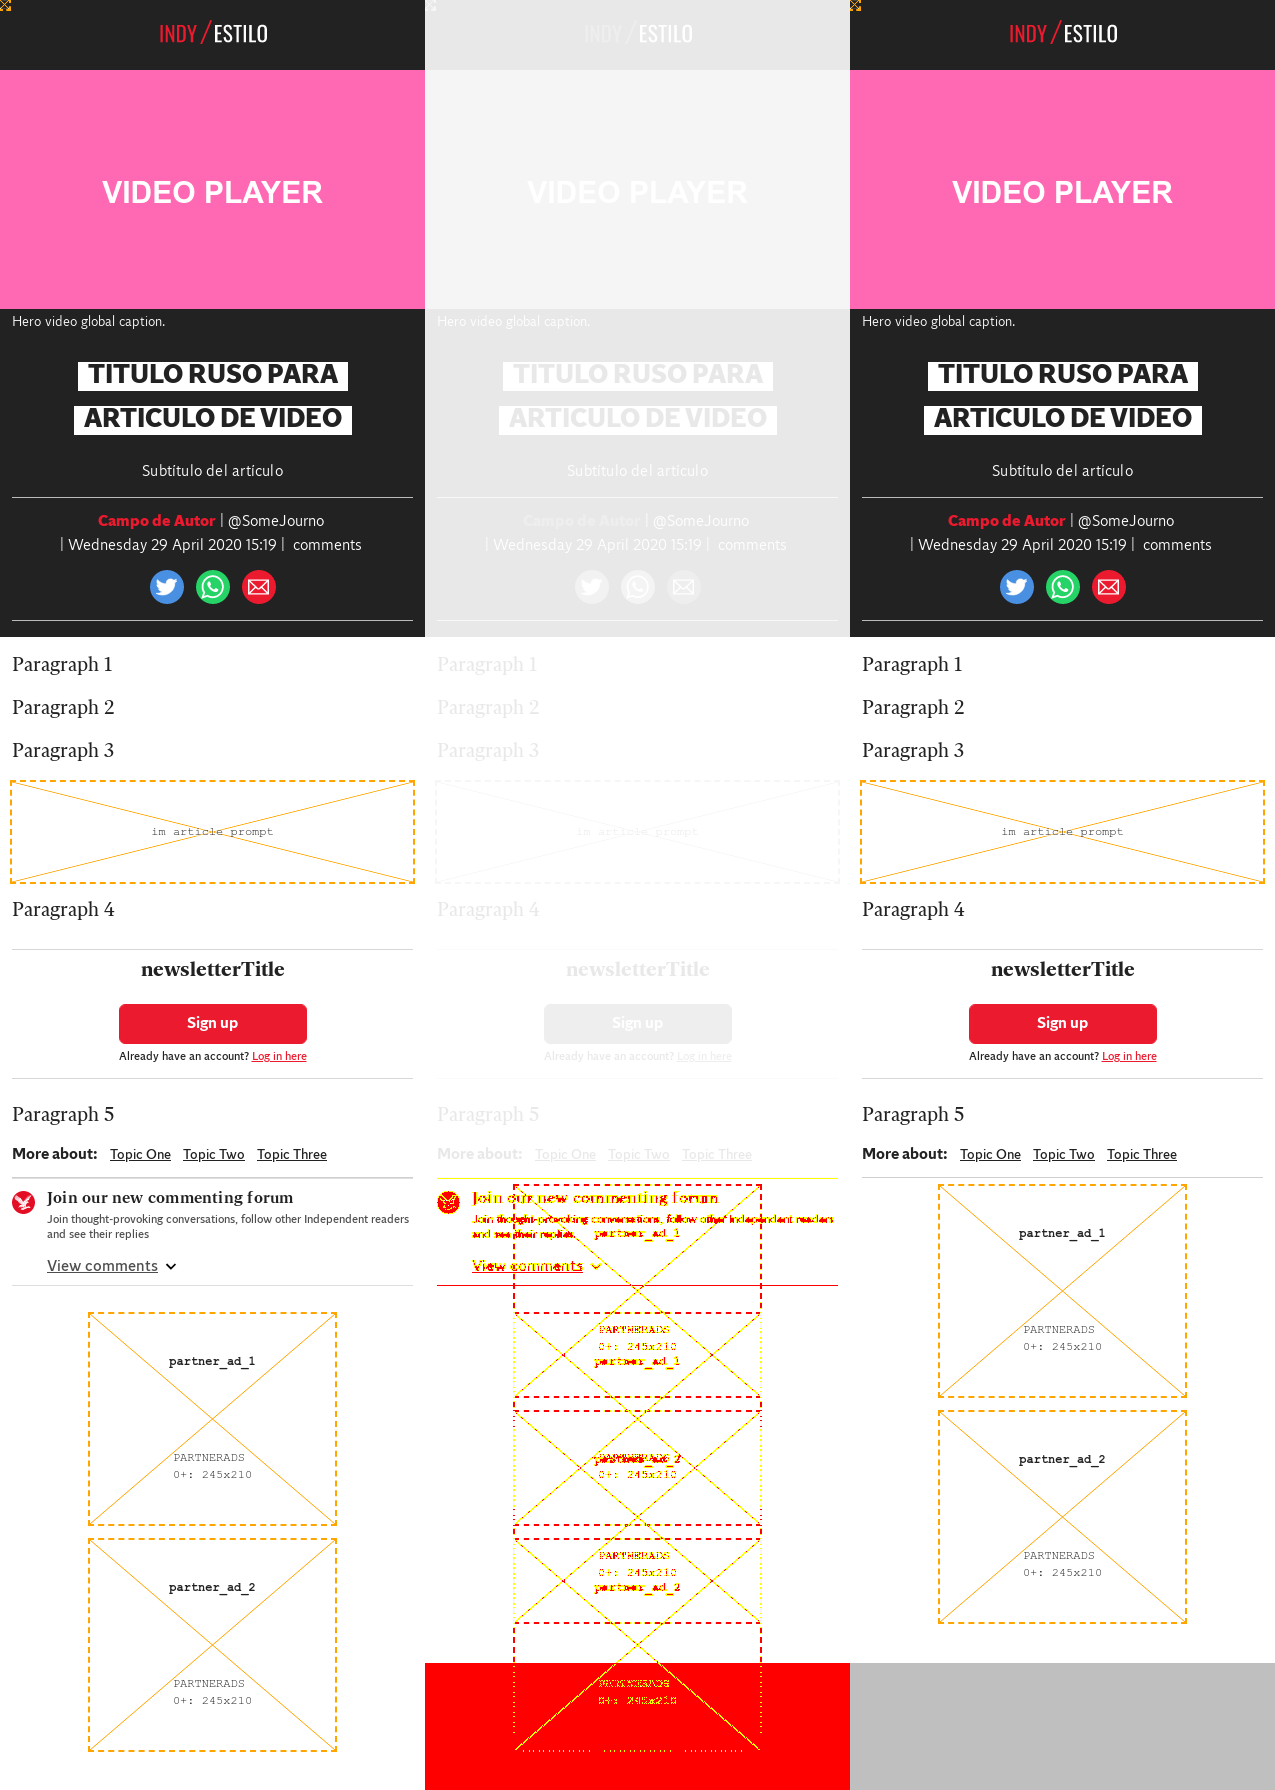 INDY/ESTILO
VIDEO PLAYER
Hero video global caption.
TITULO RUSO PARA
ARTICULO DE VIDEO
Subtítulo del artículo
Campo de Autor | @SomeJourno
| Wednesday 29 April 2020 15:19 | comments
Paragraph 1
Paragraph 2
Paragraph 3
im article prompt
Paragraph 4
newsletterTitle
Sign up
Already have an account? Log in here
Paragraph 5
More about: Topic One Topic Two Topic Three
Join our new commenting forum
Join thought-provoking conversations, follow other Independent readers
and see their replies
View comments
partner_ad_1
PARTNERADS
0+: 245x210
partner_ad_2
PARTNERADS
0+: 245x210
INDY/ESTILO
VIDEO PLAYER
Hero video global caption.
TITULO RUSO PARA
ARTICULO DE VIDEO
Subtítulo del artículo
Campo de Autor | @SomeJourno
| Wednesday 29 April 2020 15:19 | comments
Paragraph 1
Paragraph 2
Paragraph 3
im article prompt
Paragraph 4
newsletterTitle
Sign up
Already have an account? Log in here
Paragraph 5
More about: Topic One Topic Two Topic Three
Join our new commenting forum
Join thought-provoking conversations, follow other Independent readers
and see their replies
partner_ad_1
View comments
PARTNERADS
0+: 245x210
partner_ad_1
partner_ad_2
0+: 245x210
PARTNERADS
0+: 245x210
partner_ad_2
PARTNERADS
0+: 245x210
INDY/ESTILO
VIDEO PLAYER
Hero video global caption.
TITULO RUSO PARA
ARTICULO DE VIDEO
Subtítulo del artículo
Campo de Autor | @SomeJourno
| Wednesday 29 April 2020 15:19 | comments
Paragraph 1
Paragraph 2
Paragraph 3
im article prompt
Paragraph 4
newsletterTitle
Sign up
Already have an account? Log in here
Paragraph 5
More about: Topic One Topic Two Topic Three
partner_ad_1
PARTNERADS
0+: 245x210
partner_ad_2
PARTNERADS
0+: 245x210